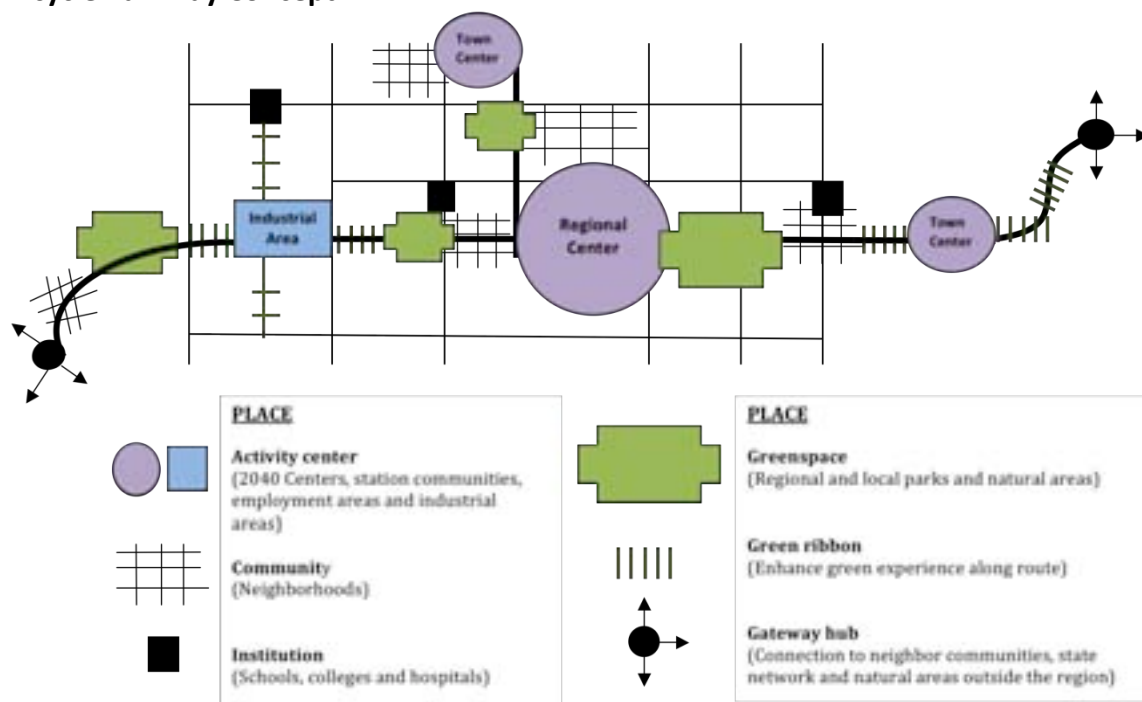 Town
Center
Industrial
Area
Regional
Center
Town
Center
PLACE
Activity center
(2040 Centers, station communities,
employment areas and industrial
areas)
Community
(Neighborhoods)
Institution
(Schools, colleges and hospitals)
PLACE
Greenspace
(Regional and local parks and natural areas)
Green ribbon
(Enhance green experience along route)
Gateway hub
(Connection to neighbor communities, state
network and natural areas outside the region)